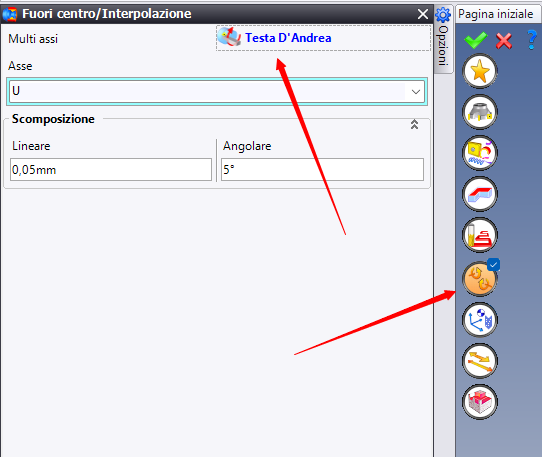 Fuori centro/Interpolazione
Pagina iniziale
Multi assi
Testa D'Andrea
Opzioni
Asse
U
Scomposizione
Lineare
Angolare
0,05mm
5°